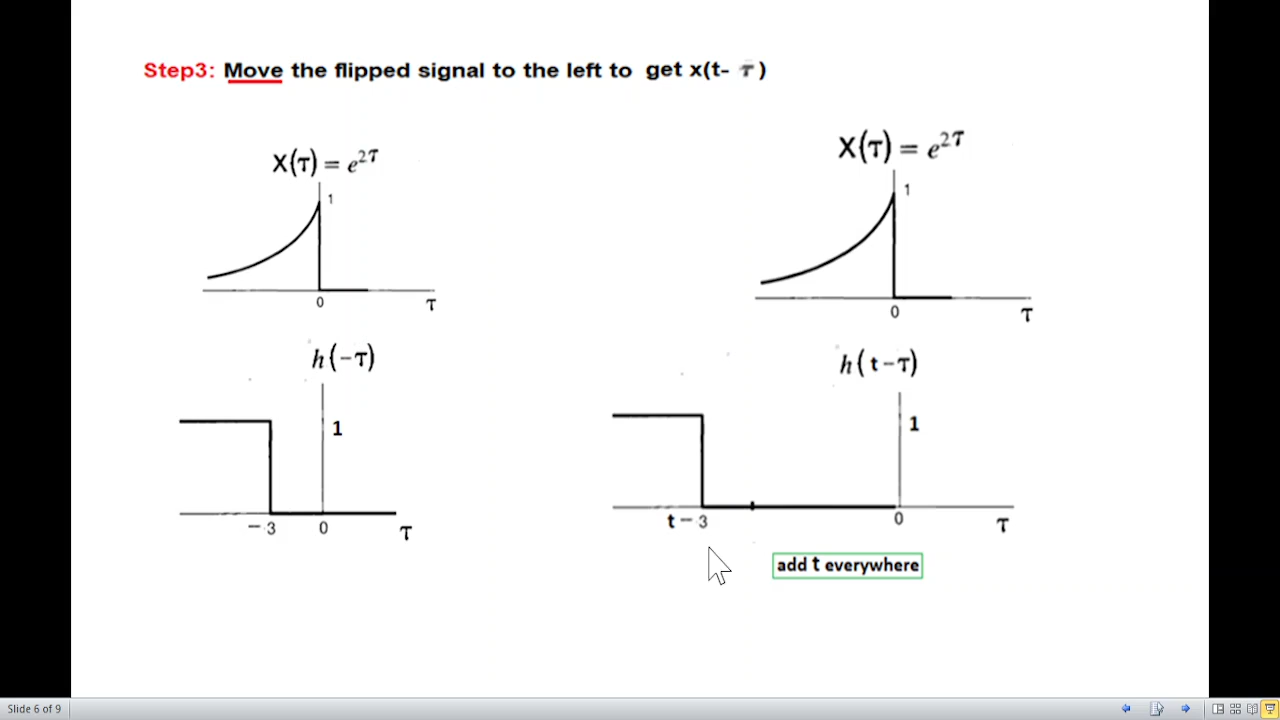 Step3: Move the flipped signal to the left to get x(t- τ)
X(τ) = e^{2τ}
1
0
τ
X(τ) = e^{2τ}
1
0
τ
h(-τ)
1
-3
0
τ
h(t-τ)
1
t-3
0
τ
add t everywhere
Slide 6 of 9